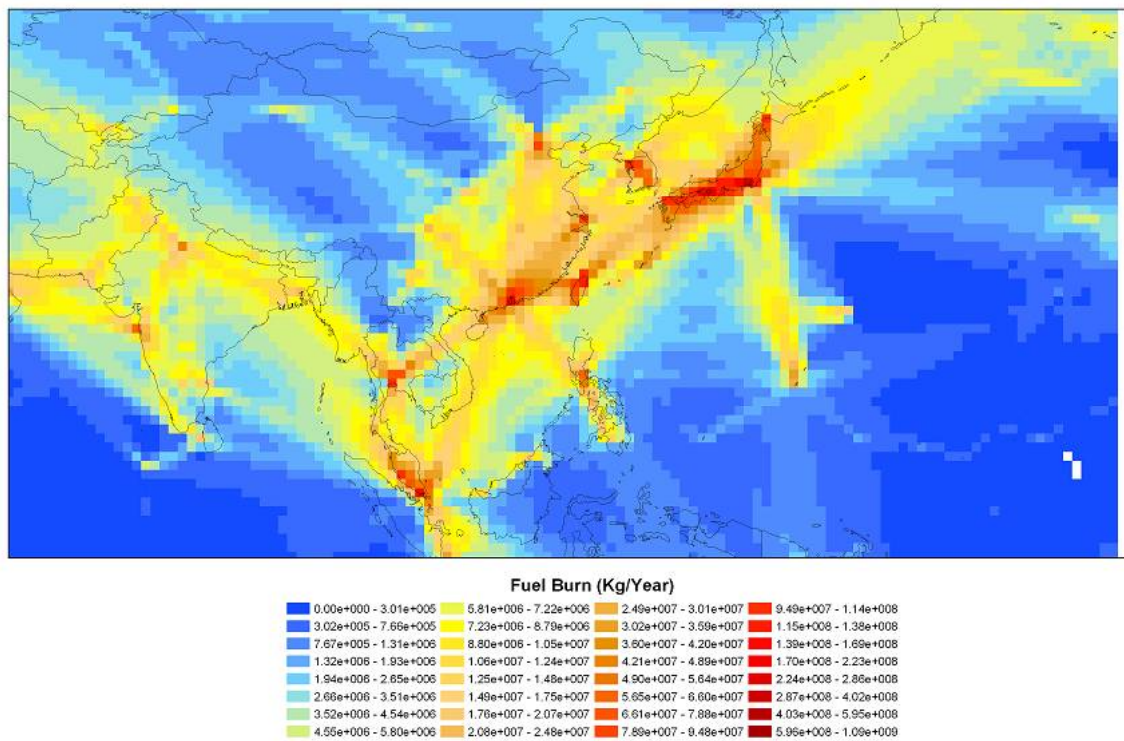 Fuel Burn (Kg/Year)
0.00e+000 - 3.01e+005 5.81e+006 - 7.22e+006 2.49e+007 - 3.01e+007 9.49e+007 - 1.14e+008
3.02e+005 - 7.66e+005 7.23e+006 - 8.79e+006 3.02e+007 - 3.59e+007 1.15e+008 - 1.38e+008
7.67e+005 - 1.31e+006 8.80e+006 - 1.05e+007 3.60e+007 - 4.20e+007 1.39e+008 - 1.69e+008
1.32e+006 - 1.93e+006 1.06e+007 - 1.24e+007 4.21e+007 - 4.89e+007 1.70e+008 - 2.23e+008
1.94e+006 - 2.65e+006 1.25e+007 - 1.48e+007 4.90e+007 - 5.64e+007 2.24e+008 - 2.86e+008
2.66e+006 - 3.51e+006 1.49e+007 - 1.75e+007 5.65e+007 - 6.60e+007 2.87e+008 - 4.02e+008
3.52e+006 - 4.54e+006 1.76e+007 - 2.07e+007 6.61e+007 - 7.88e+007 4.03e+008 - 5.95e+008
4.55e+006 - 5.80e+006 2.08e+007 - 2.48e+007 7.89e+007 - 9.48e+007 5.96e+008 - 1.09e+009